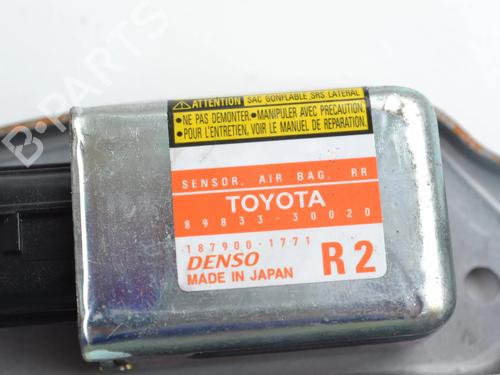 ATTENTION SAC GONFLABLE SRS LATERAL
•NE PAS DEMONTER •MANIPULER AVEC PRECAUTION
•POUR L'ENTRETIEN, VOIR LE MANUEL DE REPARATION
SENSOR, AIR BAG, RR
TOYOTA
89833-30020
187900-1771
DENSO R2
MADE IN JAPAN
B-PARTS